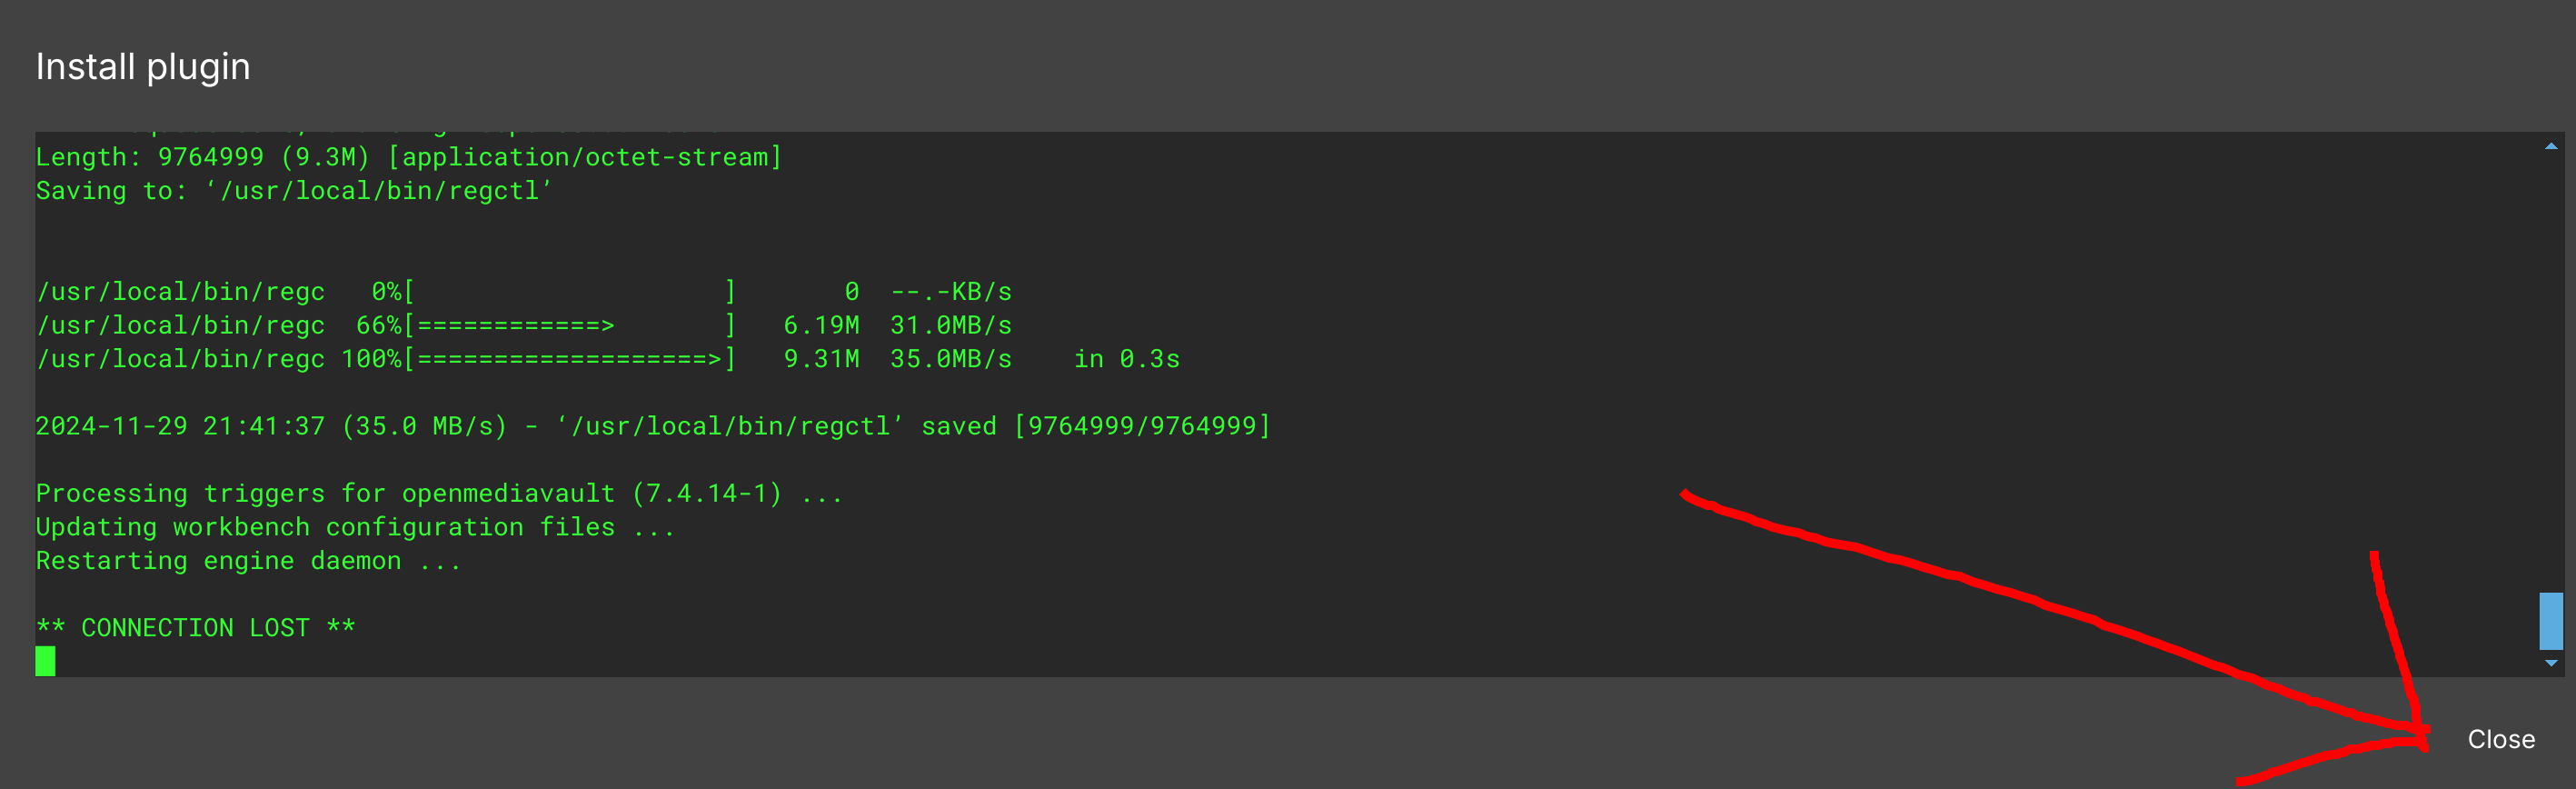 Install plugin
Length: 9764999 (9.3M) [application/octet-stream]
Saving to: ‘/usr/local/bin/regctl’
/usr/local/bin/regc   0%[                    ]       0  --.-KB/s
/usr/local/bin/regc  66%[============>       ]   6.19M  31.0MB/s
/usr/local/bin/regc 100%[===================>]   9.31M  35.0MB/s    in 0.3s
2024-11-29 21:41:37 (35.0 MB/s) - ‘/usr/local/bin/regctl’ saved [9764999/9764999]
Processing triggers for openmediavault (7.4.14-1) ...
Updating workbench configuration files ...
Restarting engine daemon ...
** CONNECTION LOST **
Close